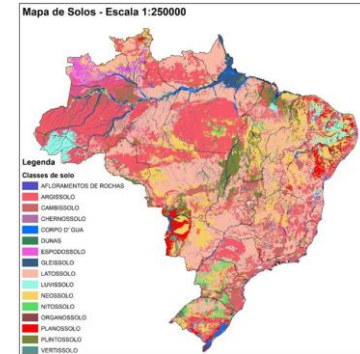 Mapa de Solos - Escala 1:250000
Legenda
Classes de solo
AFLORAMENTOS DE ROCHAS
ARGISSOLO
CAMBISSOLO
CHERNOSSOLO
CORPO D' GUA
DUNAS
ESPODOSSOLO
GLEISSOLO
LATOSSOLO
LUVISSOLO
NEOSSOLO
NITOSSOLO
ORGANOSSOLO
PLANOSSOLO
PLINTOSSOLO
VERTISSOLO